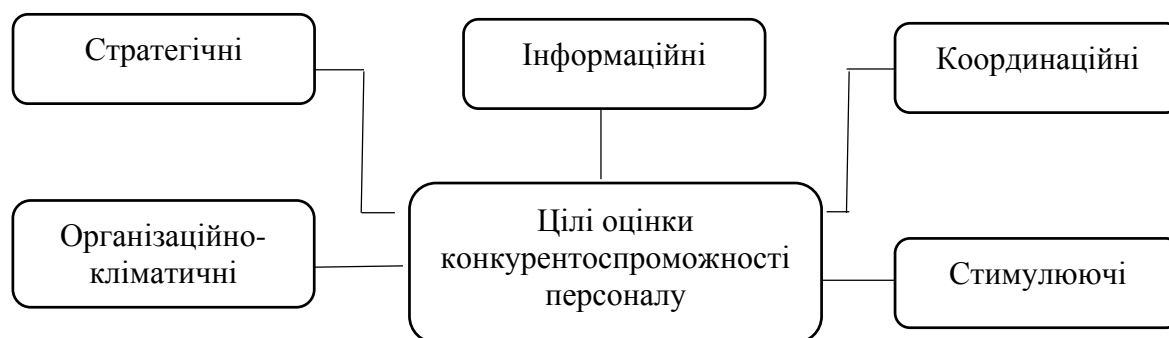 Стратегічні
Інформаційні
Координаційні
Організаційно-
кліматичні
Цілі оцінки
конкурентоспроможності
персоналу
Стимулюючі